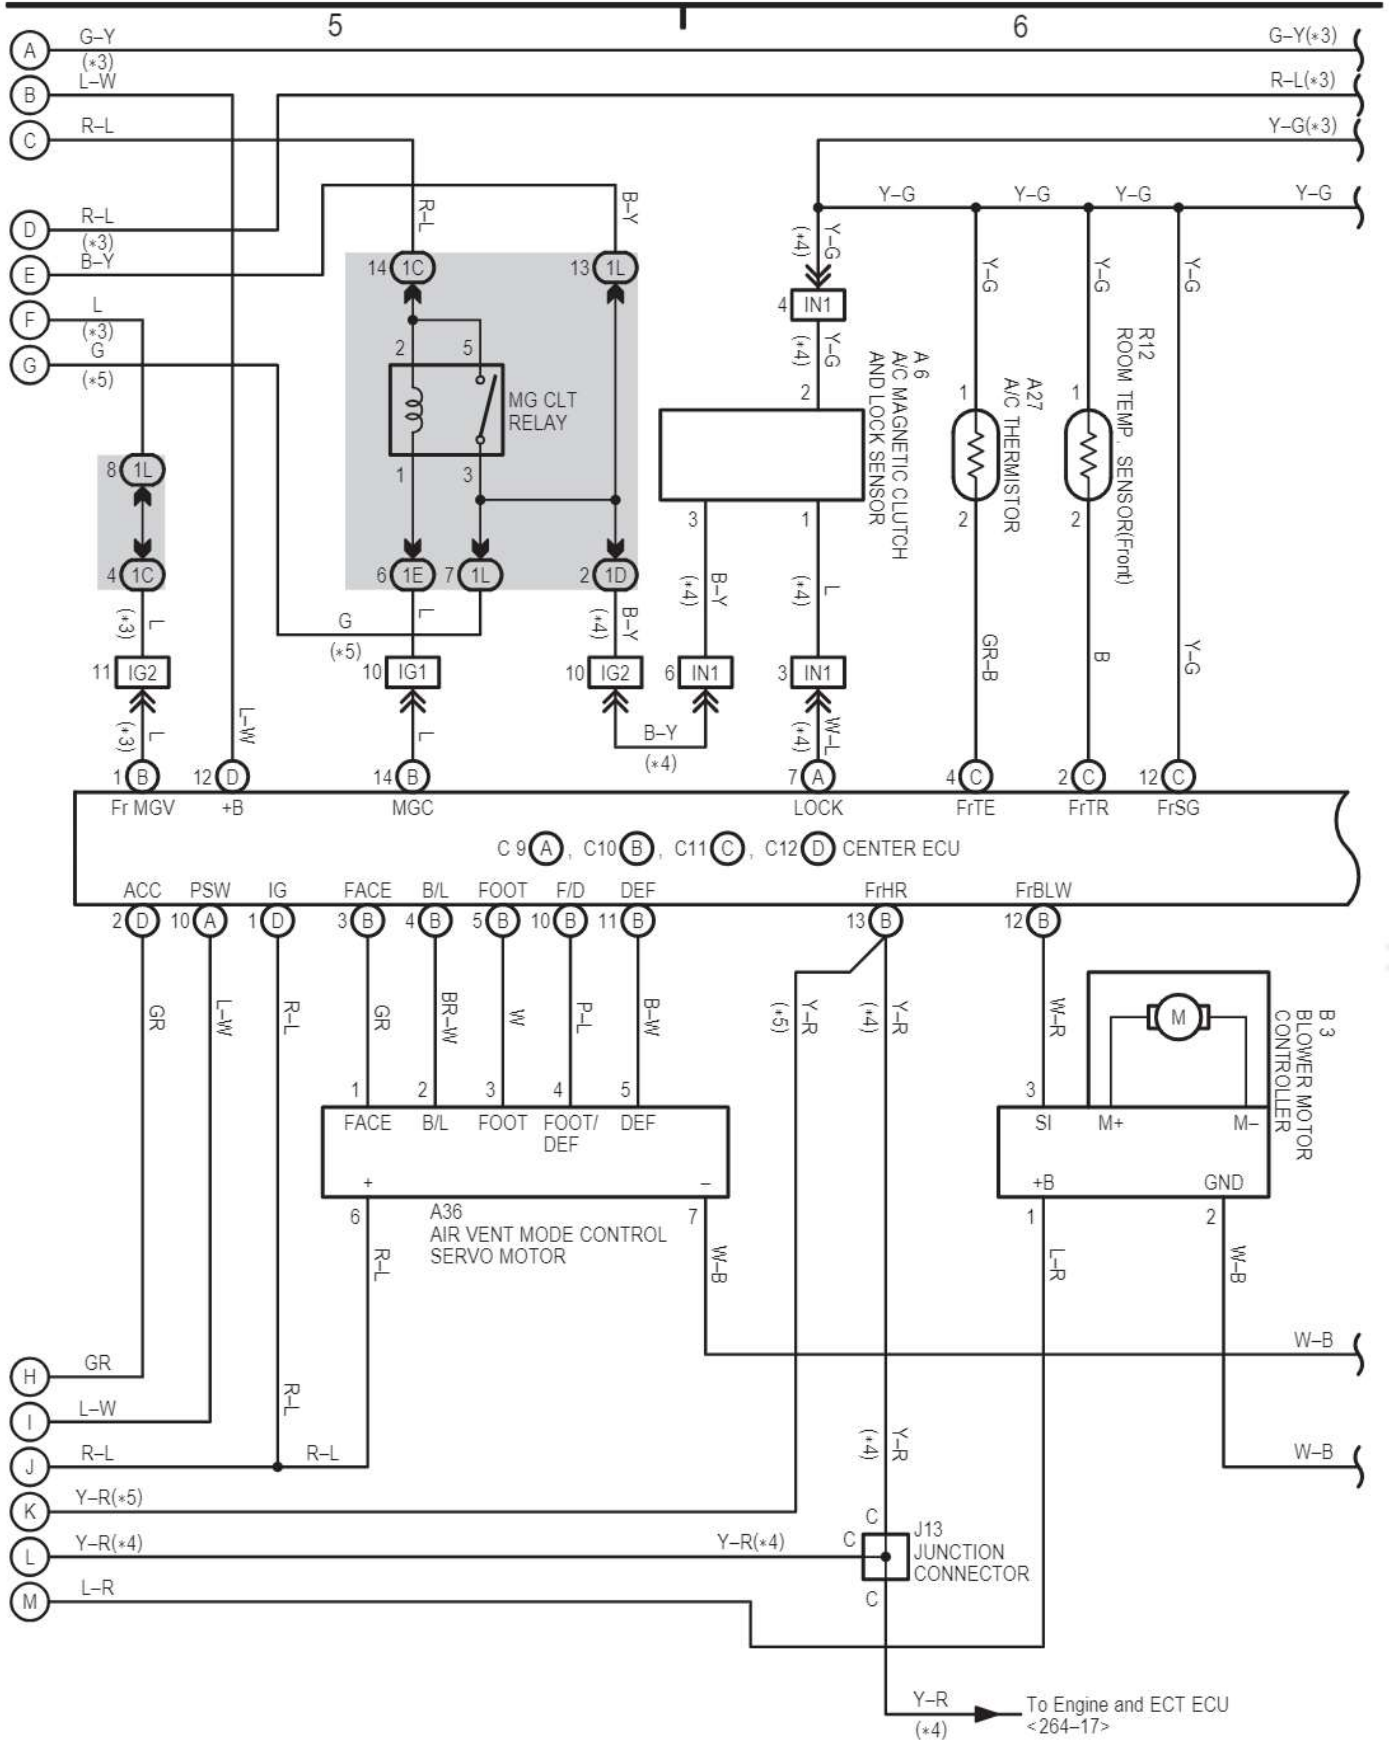 5 6
A G–Y (∗3) G–Y(∗3)
B L–W R–L(∗3)
C R–L Y–G(∗3)
Y–G Y–G Y–G Y–G
D R–L (∗3)
E B–Y
F L (∗3)
G G (∗5)
R–L B–Y Y–G (∗4) Y–G Y–G Y–G
14 1C 13 1L
4 IN1
Y–G (∗4)
2 5
MG CLT
RELAY
1 3
A 6
A/C MAGNETIC CLUTCH
AND LOCK SENSOR
2
3 1
A27
A/C THERMISTOR
1
2
R12
ROOM TEMP. SENSOR(Front)
1
2
8 1L
4 1C
6 1E 7 1L 2 1D
L (∗3) G (∗5) L B–Y (∗4) B–Y (∗4) L (∗4) GR–B B Y–G
11 IG2 10 IG1 10 IG2 6 IN1 3 IN1
L (∗3) L–W L B–Y (∗4) W–L (∗4)
1 B 12 D 14 B 7 A 4 C 2 C 12 C
Fr MGV +B MGC LOCK FrTE FrTR FrSG
C 9 A , C10 B , C11 C , C12 D CENTER ECU
ACC PSW IG FACE B/L FOOT F/D DEF FrHR FrBLW
2 D 10 A 1 D 3 B 4 B 5 B 10 B 11 B 13 B 12 B
GR L–W R–L GR BR–W W P–L B–W Y–R (∗5) Y–R (∗4) W–R
M
B 3
BLOWER MOTOR
CONTROLLER
1 2 3 4 5 3
FACE B/L FOOT FOOT/ DEF SI M+ M–
DEF
+ – +B GND
6 7 1 2
A36
AIR VENT MODE CONTROL
SERVO MOTOR
R–L W–B L–R W–B
W–B
H GR
R–L
I L–W
Y–R (∗4)
J R–L R–L W–B
K Y–R(∗5)
L Y–R(∗4) Y–R(∗4) C C
J13
JUNCTION
CONNECTOR
C
M L–R
Y–R (∗4)
To Engine and ECT ECU
<264–17>